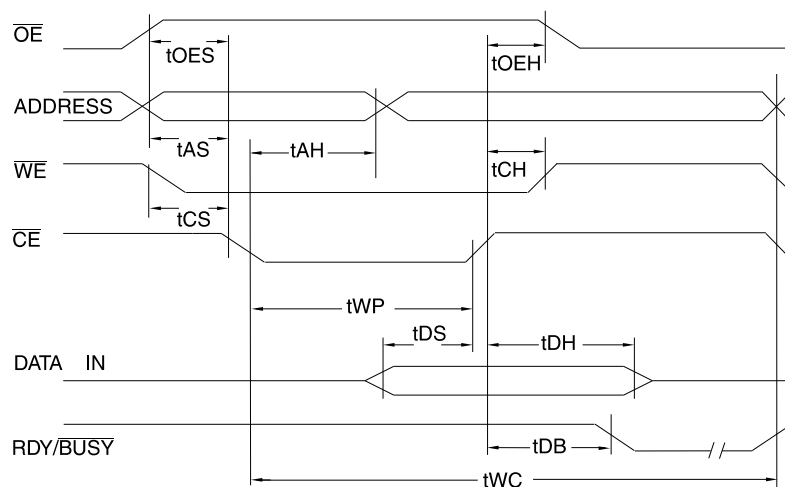 OE
tOES
tOEH
ADDRESS
tAS
tAH
tCH
WE
tCS
CE
tWP
tDS
tDH
DATA IN
RDY/BUSY
tDB
tWC